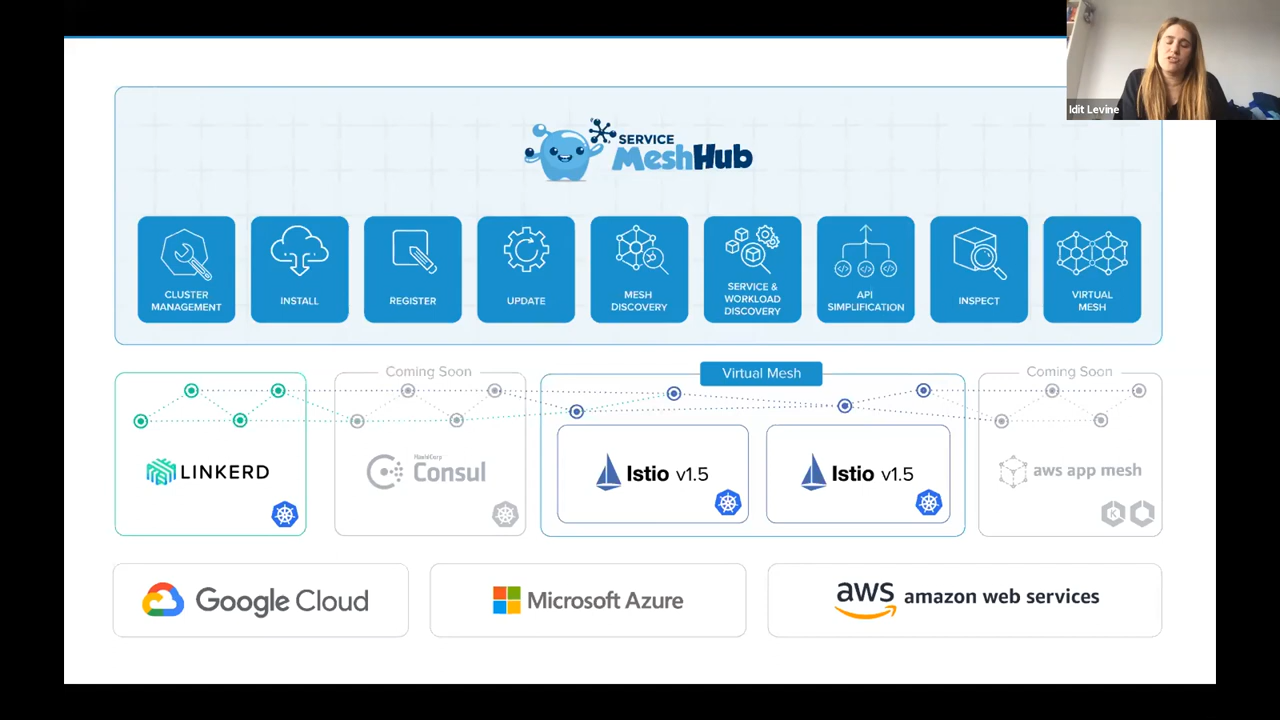 Idit Levine
SERVICE
MeshHub
CLUSTER
MANAGEMENT
INSTALL
REGISTER
UPDATE
MESH
DISCOVERY
SERVICE &
WORKLOAD
DISCOVERY
API
SIMPLIFICATION
INSPECT
VIRTUAL
MESH
Coming Soon
Virtual Mesh
Coming Soon
LINKERD
HashiCorp
Consul
Istio v1.5
Istio v1.5
aws app mesh
K
Google Cloud
Microsoft Azure
aws amazon web services